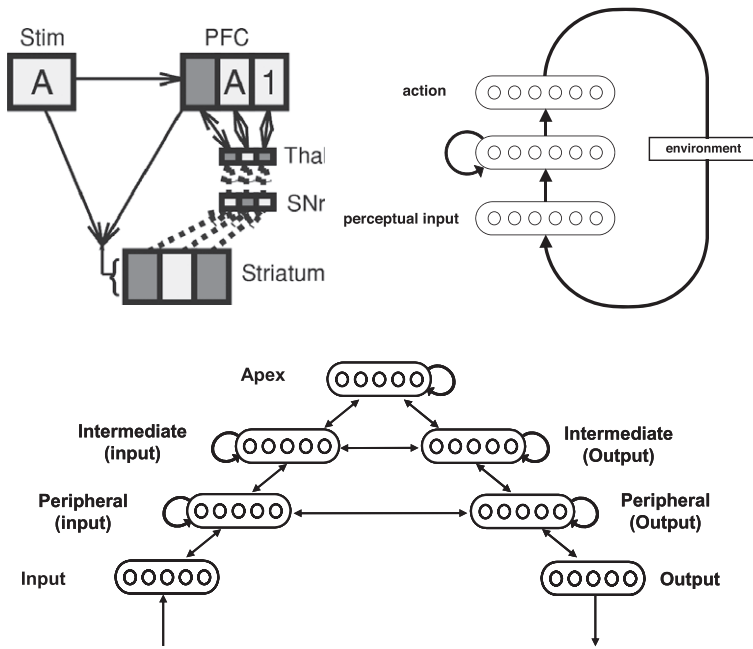 Stim
PFC
A
A
1
Thal
SNr
Striatum
action
environment
perceptual input
Apex
Intermediate
(input)
Intermediate
(Output)
Peripheral
(input)
Peripheral
(Output)
Input
Output